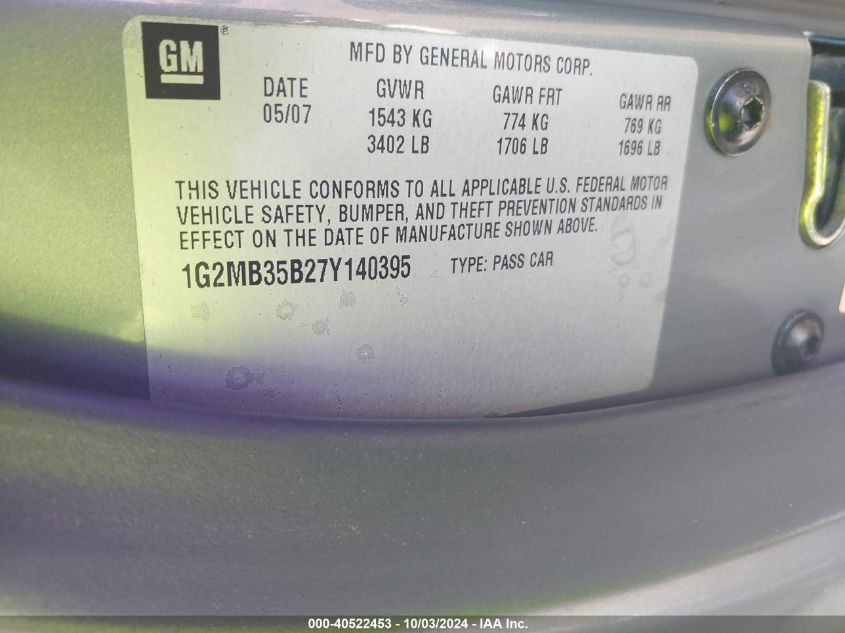 GM®
MFD BY GENERAL MOTORS CORP.
DATE GVWR GAWR FRT GAWR RR
05/07 1543 KG 774 KG 769 KG
3402 LB 1706 LB 1696 LB
THIS VEHICLE CONFORMS TO ALL APPLICABLE U.S. FEDERAL MOTOR
VEHICLE SAFETY, BUMPER, AND THEFT PREVENTION STANDARDS IN
EFFECT ON THE DATE OF MANUFACTURE SHOWN ABOVE.
1G2MB35B27Y140395 TYPE: PASS CAR
000-40522453 - 10/03/2024 - IAA Inc.